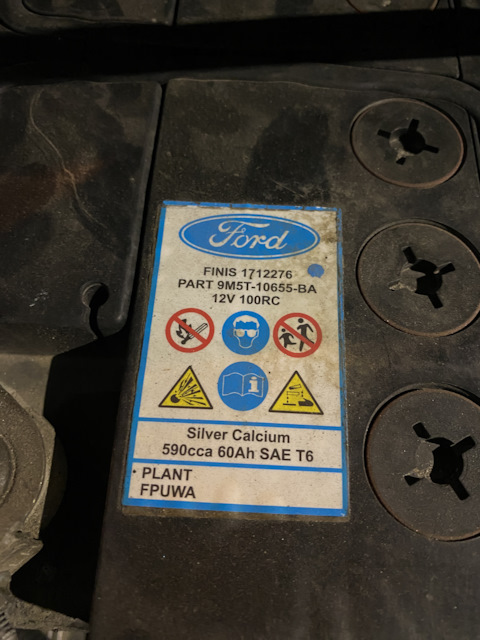 Ford
FINIS 1712276
PART 9M5T-10655-BA
12V 100RC
Silver Calcium
590cca 60Ah SAE T6
PLANT
FPUWA